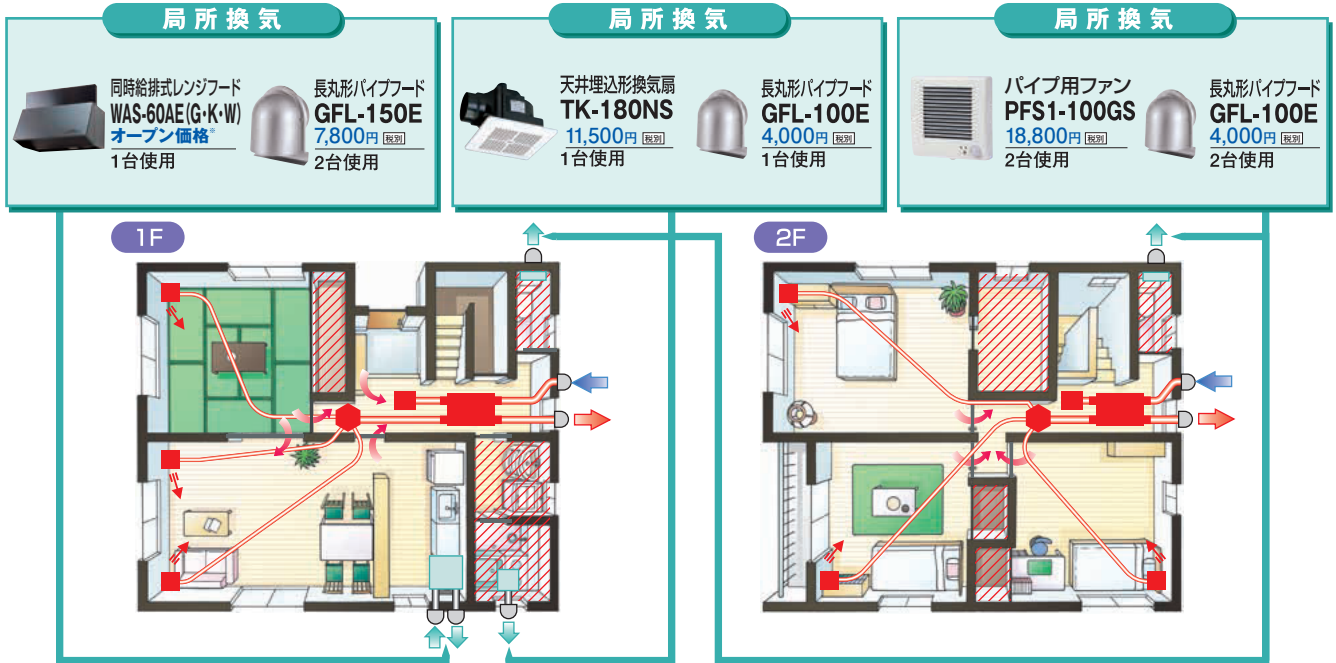 局所換気
同時給排式レンジフード
WAS-60AE(G・K・W)
オープン価格※
1台使用
長丸形パイプフード
GFL-150E
7,800円 税別
2台使用
局所換気
天井埋込形換気扇
TK-180NS
11,500円 税別
1台使用
長丸形パイプフード
GFL-100E
4,000円 税別
1台使用
局所換気
パイプ用ファン
PFS1-100GS
18,800円 税別
2台使用
長丸形パイプフード
GFL-100E
4,000円 税別
2台使用
1F
2F